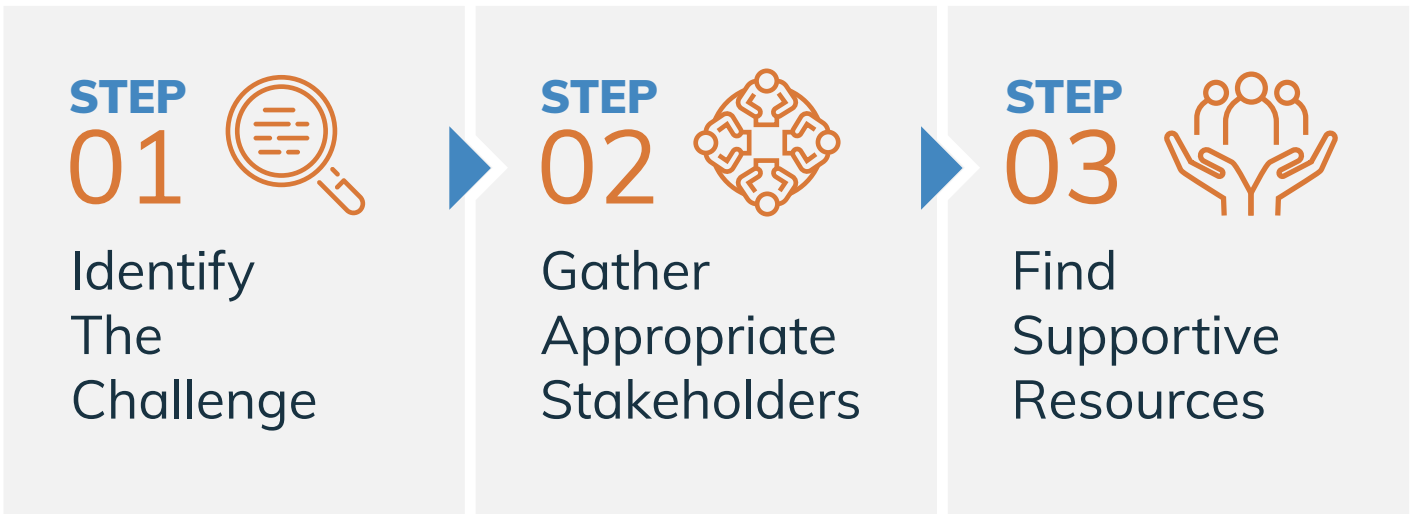 STEP
01
Identify
The
Challenge
STEP
02
Gather
Appropriate
Stakeholders
STEP
03
Find
Supportive
Resources